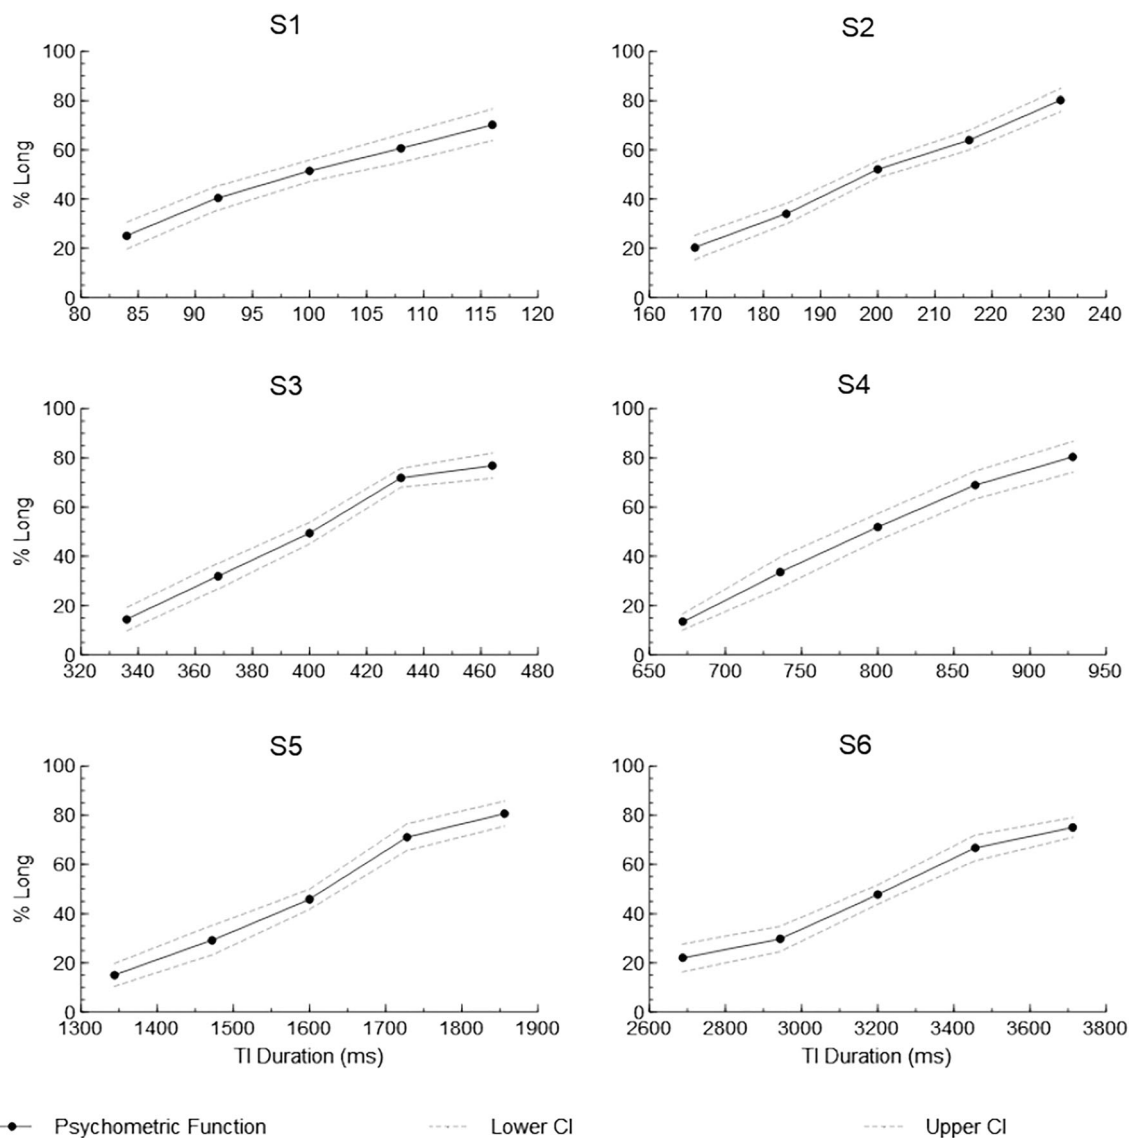 S1
S2
100
80
60
40
20
0
% Long
80 85 90 95 100 105 110 115 120
100
80
60
40
20
0
160 170 180 190 200 210 220 230 240
S3
S4
100
80
60
40
20
0
% Long
320 340 360 380 400 420 440 460 480
100
80
60
40
20
0
650 700 750 800 850 900 950
S5
S6
100
80
60
40
20
0
% Long
1300 1400 1500 1600 1700 1800 1900
TI Duration (ms)
100
80
60
40
20
0
2600 2800 3000 3200 3400 3600 3800
TI Duration (ms)
Psychometric Function Lower CI Upper CI